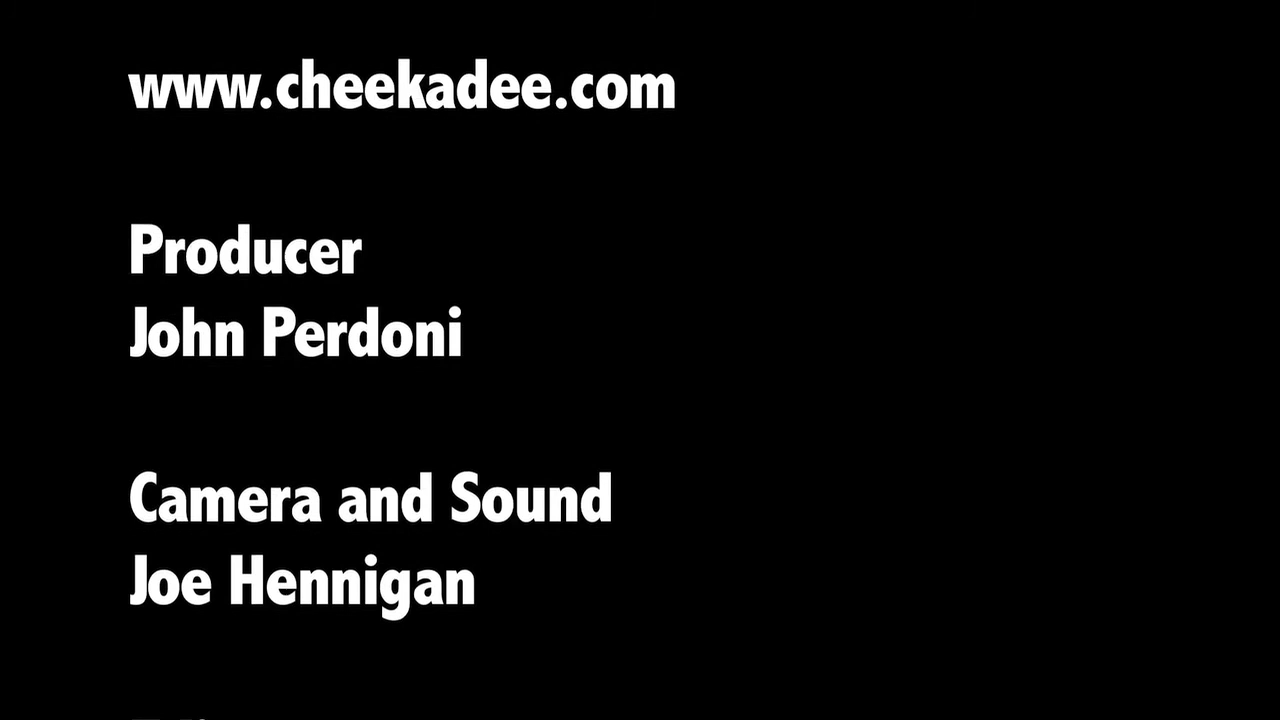 www.cheekadee.com
Producer
John Perdoni
Camera and Sound
Joe Hennigan